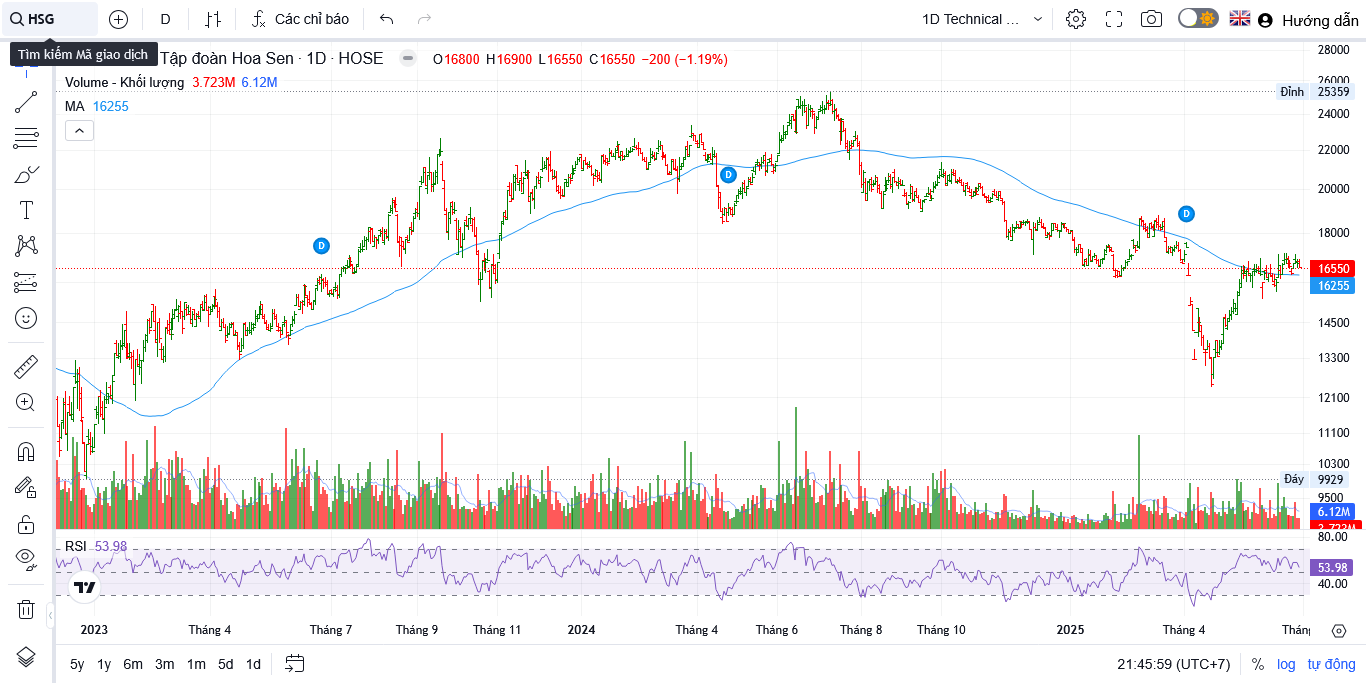 HSG
D
Các chỉ báo
1D Technical ...
Hướng dẫn
Tìm kiếm Mã giao dịch
Tập đoàn Hoa Sen · 1D · HOSE
O16800 H16900 L16550 C16550 −200 (−1.19%)
Volume - Khối lượng 3.723M 6.12M
MA 16255
28000
26000
Đỉnh 25359
24000
22000
20000
18000
16550
16255
14500
13300
12100
11100
10300
Đáy 9929
9500
6.12M
3.723M
D
D
D
RSI 53.98
80.00
53.98
40.00
2023 Tháng 4 Tháng 7 Tháng 9 Tháng 11 2024 Tháng 4 Tháng 6 Tháng 8 Tháng 10 2025 Tháng 4
5y 1y 6m 3m 1m 5d 1d
21:45:59 (UTC+7) % log tự động